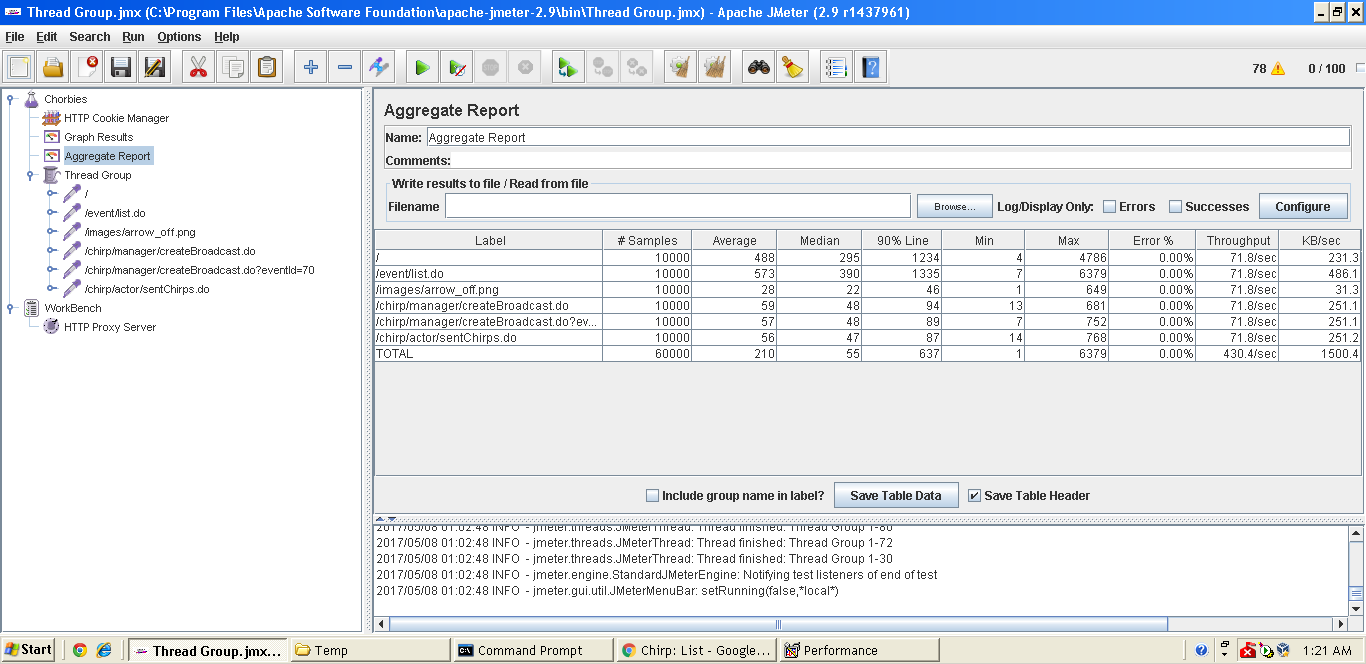 Thread Group.jmx (C:\Program Files\Apache Software Foundation\apache-jmeter-2.9\bin\Thread Group.jmx) - Apache JMeter (2.9 r1437961)
File Edit Search Run Options Help
78 0 / 100
Chorbies
HTTP Cookie Manager
Graph Results
Aggregate Report
Thread Group
/
/event/list.do
/images/arrow_off.png
/chirp/manager/createBroadcast.do
/chirp/manager/createBroadcast.do?eventId=70
/chirp/actor/sentChirps.do
WorkBench
HTTP Proxy Server
Aggregate Report
Name: Aggregate Report
Comments:
Write results to file / Read from file
Filename Browse... Log/Display Only: Errors Successes Configure
Label # Samples Average Median 90% Line Min Max Error % Throughput KB/sec
/ 10000 488 295 1234 4 4786 0.00% 71.8/sec 231.3
/event/list.do 10000 573 390 1335 7 6379 0.00% 71.8/sec 486.1
/images/arrow_off.png 10000 28 22 46 1 649 0.00% 71.8/sec 31.3
/chirp/manager/createBroadcast.do 10000 59 48 94 13 681 0.00% 71.8/sec 251.1
/chirp/manager/createBroadcast.do?ev... 10000 57 48 89 7 752 0.00% 71.8/sec 251.1
/chirp/actor/sentChirps.do 10000 56 47 87 14 768 0.00% 71.8/sec 251.2
TOTAL 60000 210 55 637 1 6379 0.00% 430.4/sec 1500.4
Include group name in label? Save Table Data Save Table Header
2017/05/08 01:02:48 INFO - jmeter.threads.JMeterThread: Thread finished: Thread Group 1-80
2017/05/08 01:02:48 INFO - jmeter.threads.JMeterThread: Thread finished: Thread Group 1-72
2017/05/08 01:02:48 INFO - jmeter.threads.JMeterThread: Thread finished: Thread Group 1-30
2017/05/08 01:02:48 INFO - jmeter.engine.StandardJMeterEngine: Notifying test listeners of end of test
2017/05/08 01:02:48 INFO - jmeter.gui.util.JMeterMenuBar: setRunning(false,*local*)
Start Thread Group.jmx... Temp Command Prompt Chirp: List - Google... Performance 1:21 AM